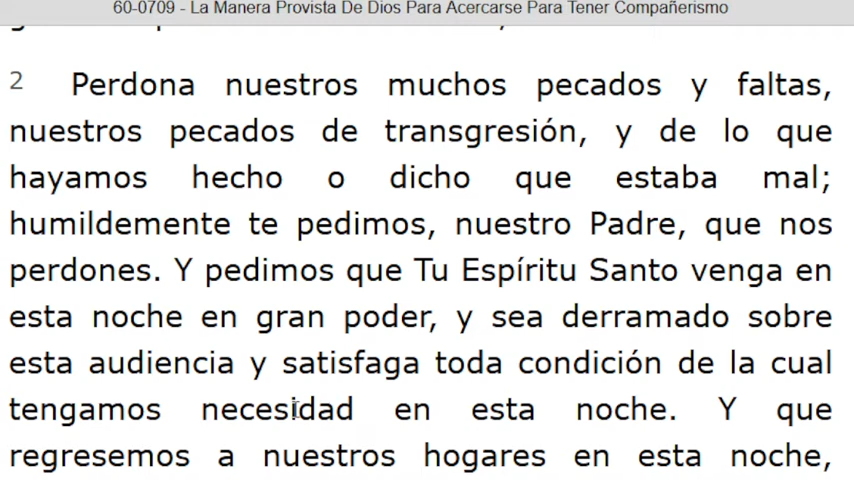 60-0709 - La Manera Provista De Dios Para Acercarse Para Tener Compañerismo
2 Perdona nuestros muchos pecados y faltas,
nuestros pecados de transgresión, y de lo que
hayamos hecho o dicho que estaba mal;
humildemente te pedimos, nuestro Padre, que nos
perdones. Y pedimos que Tu Espíritu Santo venga en
esta noche en gran poder, y sea derramado sobre
esta audiencia y satisfaga toda condición de la cual
tengamos necesidad en esta noche. Y que
regresemos a nuestros hogares en esta noche,